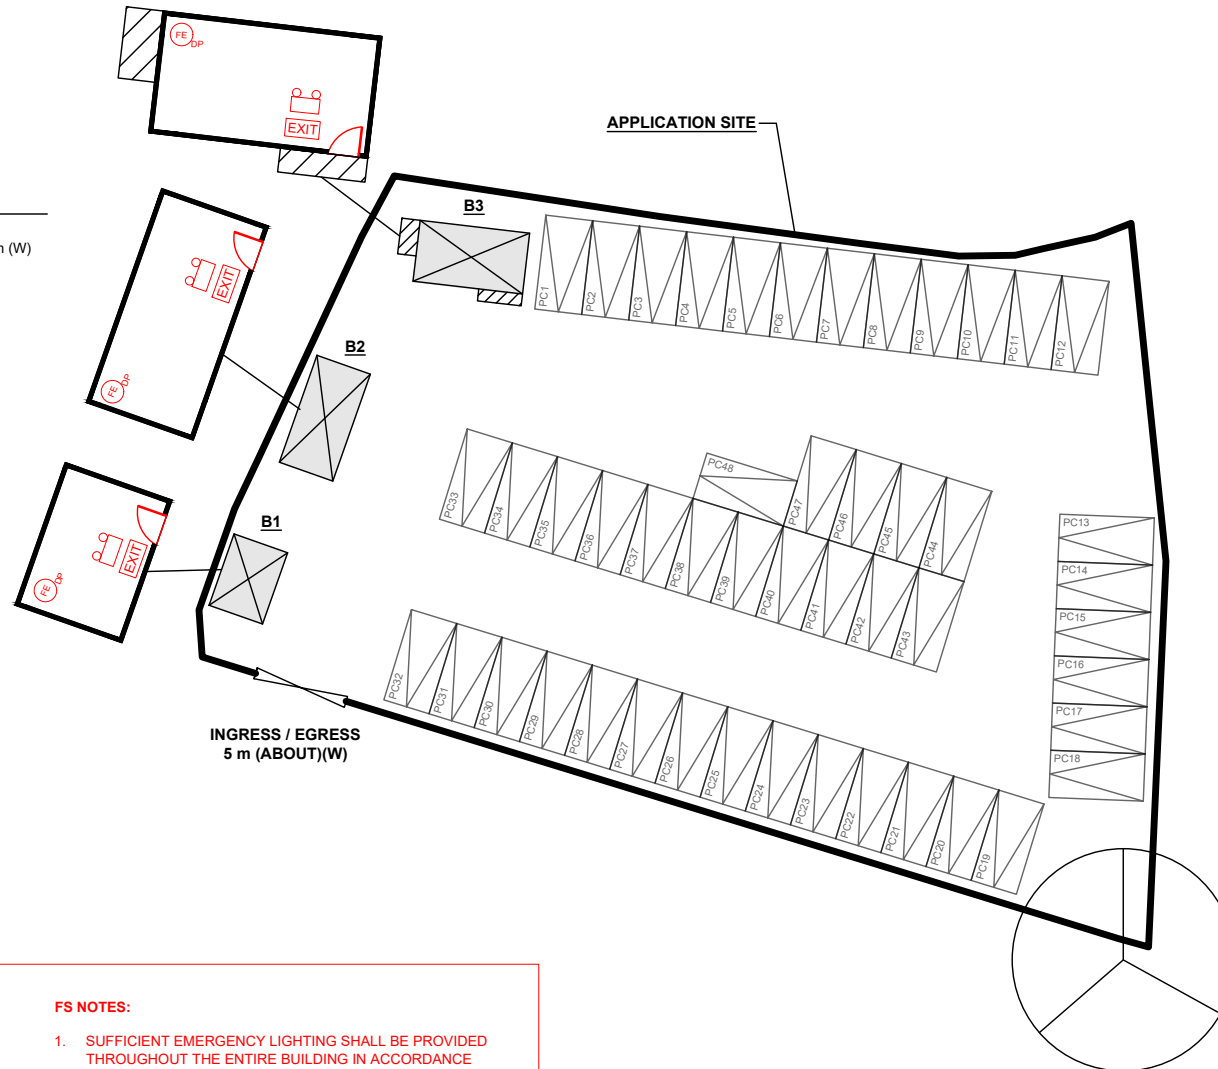 FE
DP
EXIT
APPLICATION SITE
B3
PC1
PC2
PC3
PC4
PC5
PC6
PC7
PC8
PC9
PC10
PC11
PC12
(W)
EXIT
FE
DP
B2
PC33
PC34
PC35
PC36
PC37
PC38
PC39
PC40
PC41
PC42
PC43
PC48
PC47
PC46
PC45
PC44
PC13
PC14
PC15
PC16
PC17
PC18
B1
EXIT
FE
DP
PC32
PC31
PC30
PC29
PC28
PC27
PC26
PC25
PC24
PC23
PC22
PC21
PC20
PC19
INGRESS / EGRESS
5 m (ABOUT)(W)
FS NOTES:
1. SUFFICIENT EMERGENCY LIGHTING SHALL BE PROVIDED
THROUGHOUT THE ENTIRE BUILDING IN ACCORDANCE